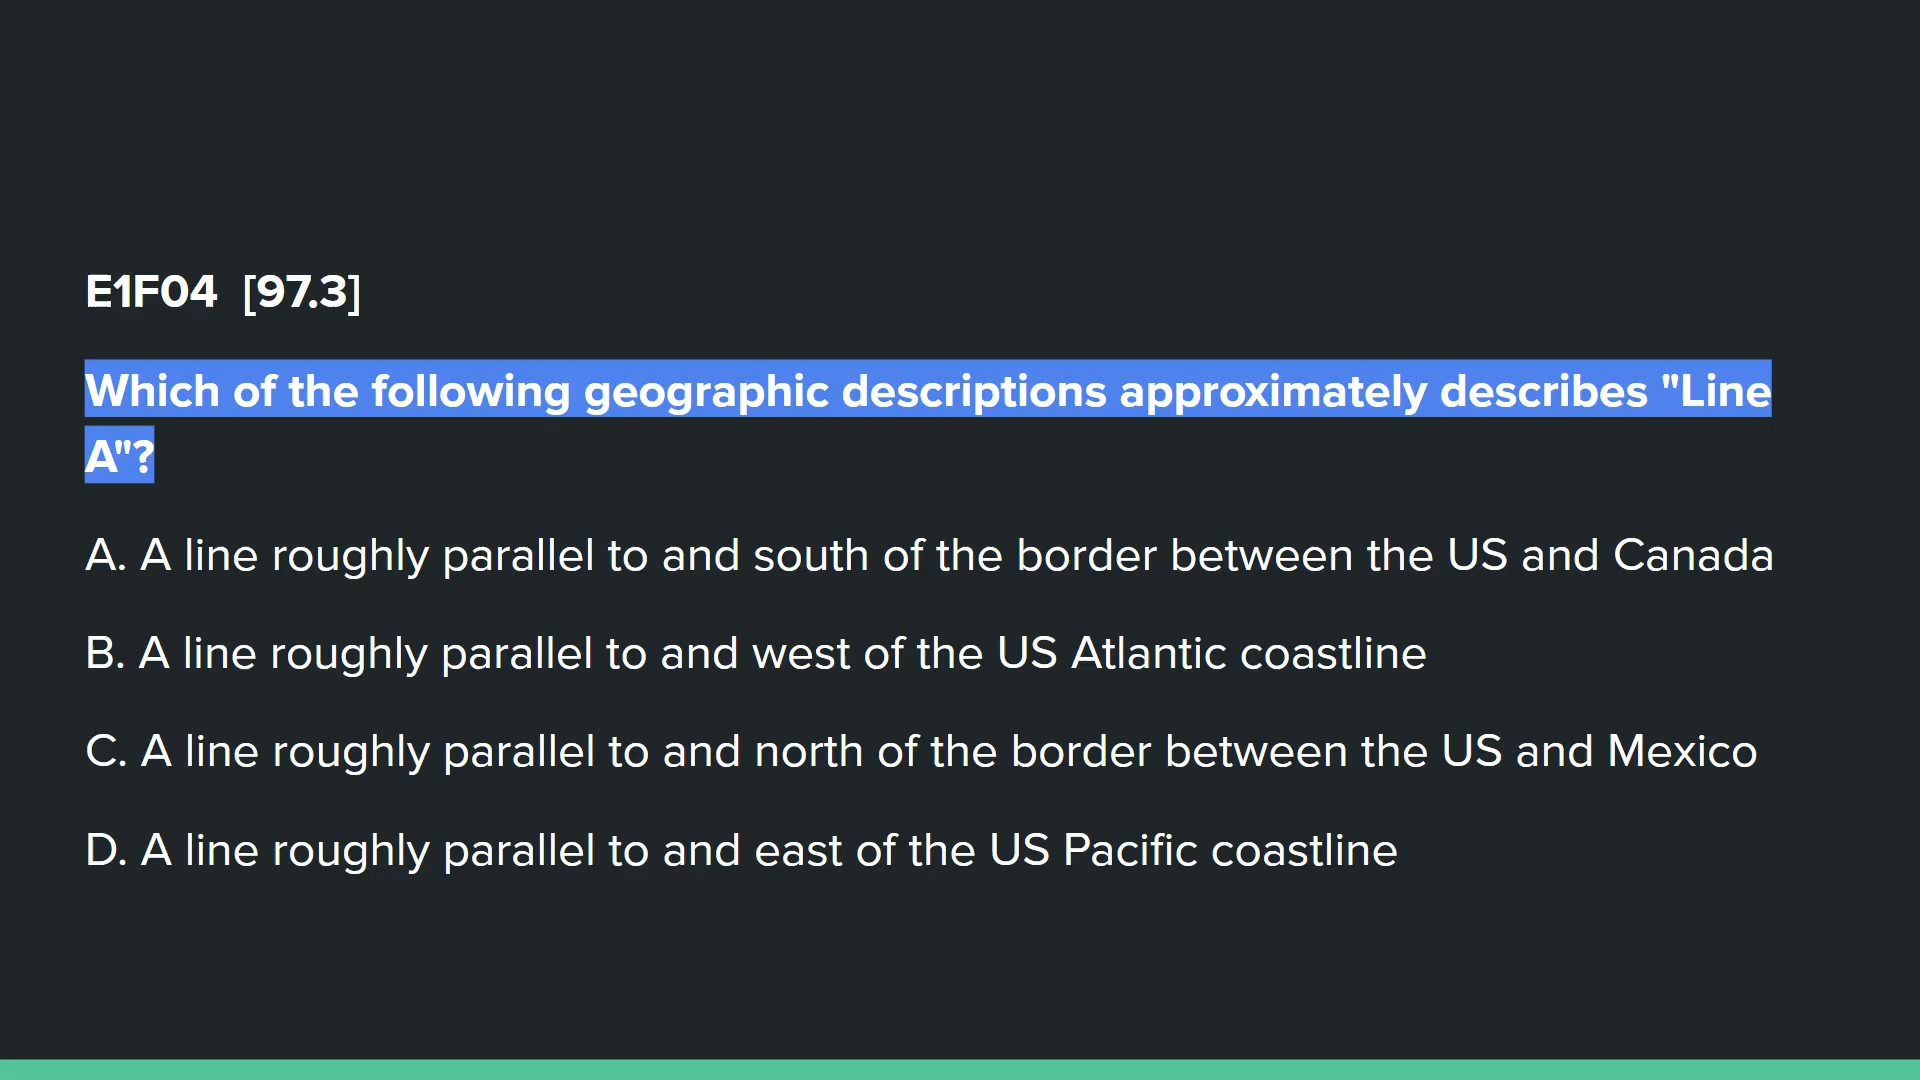 E1F04 [97.3]
Which of the following geographic descriptions approximately describes "Line
A"?
A. A line roughly parallel to and south of the border between the US and Canada
B. A line roughly parallel to and west of the US Atlantic coastline
C. A line roughly parallel to and north of the border between the US and Mexico
D. A line roughly parallel to and east of the US Pacific coastline